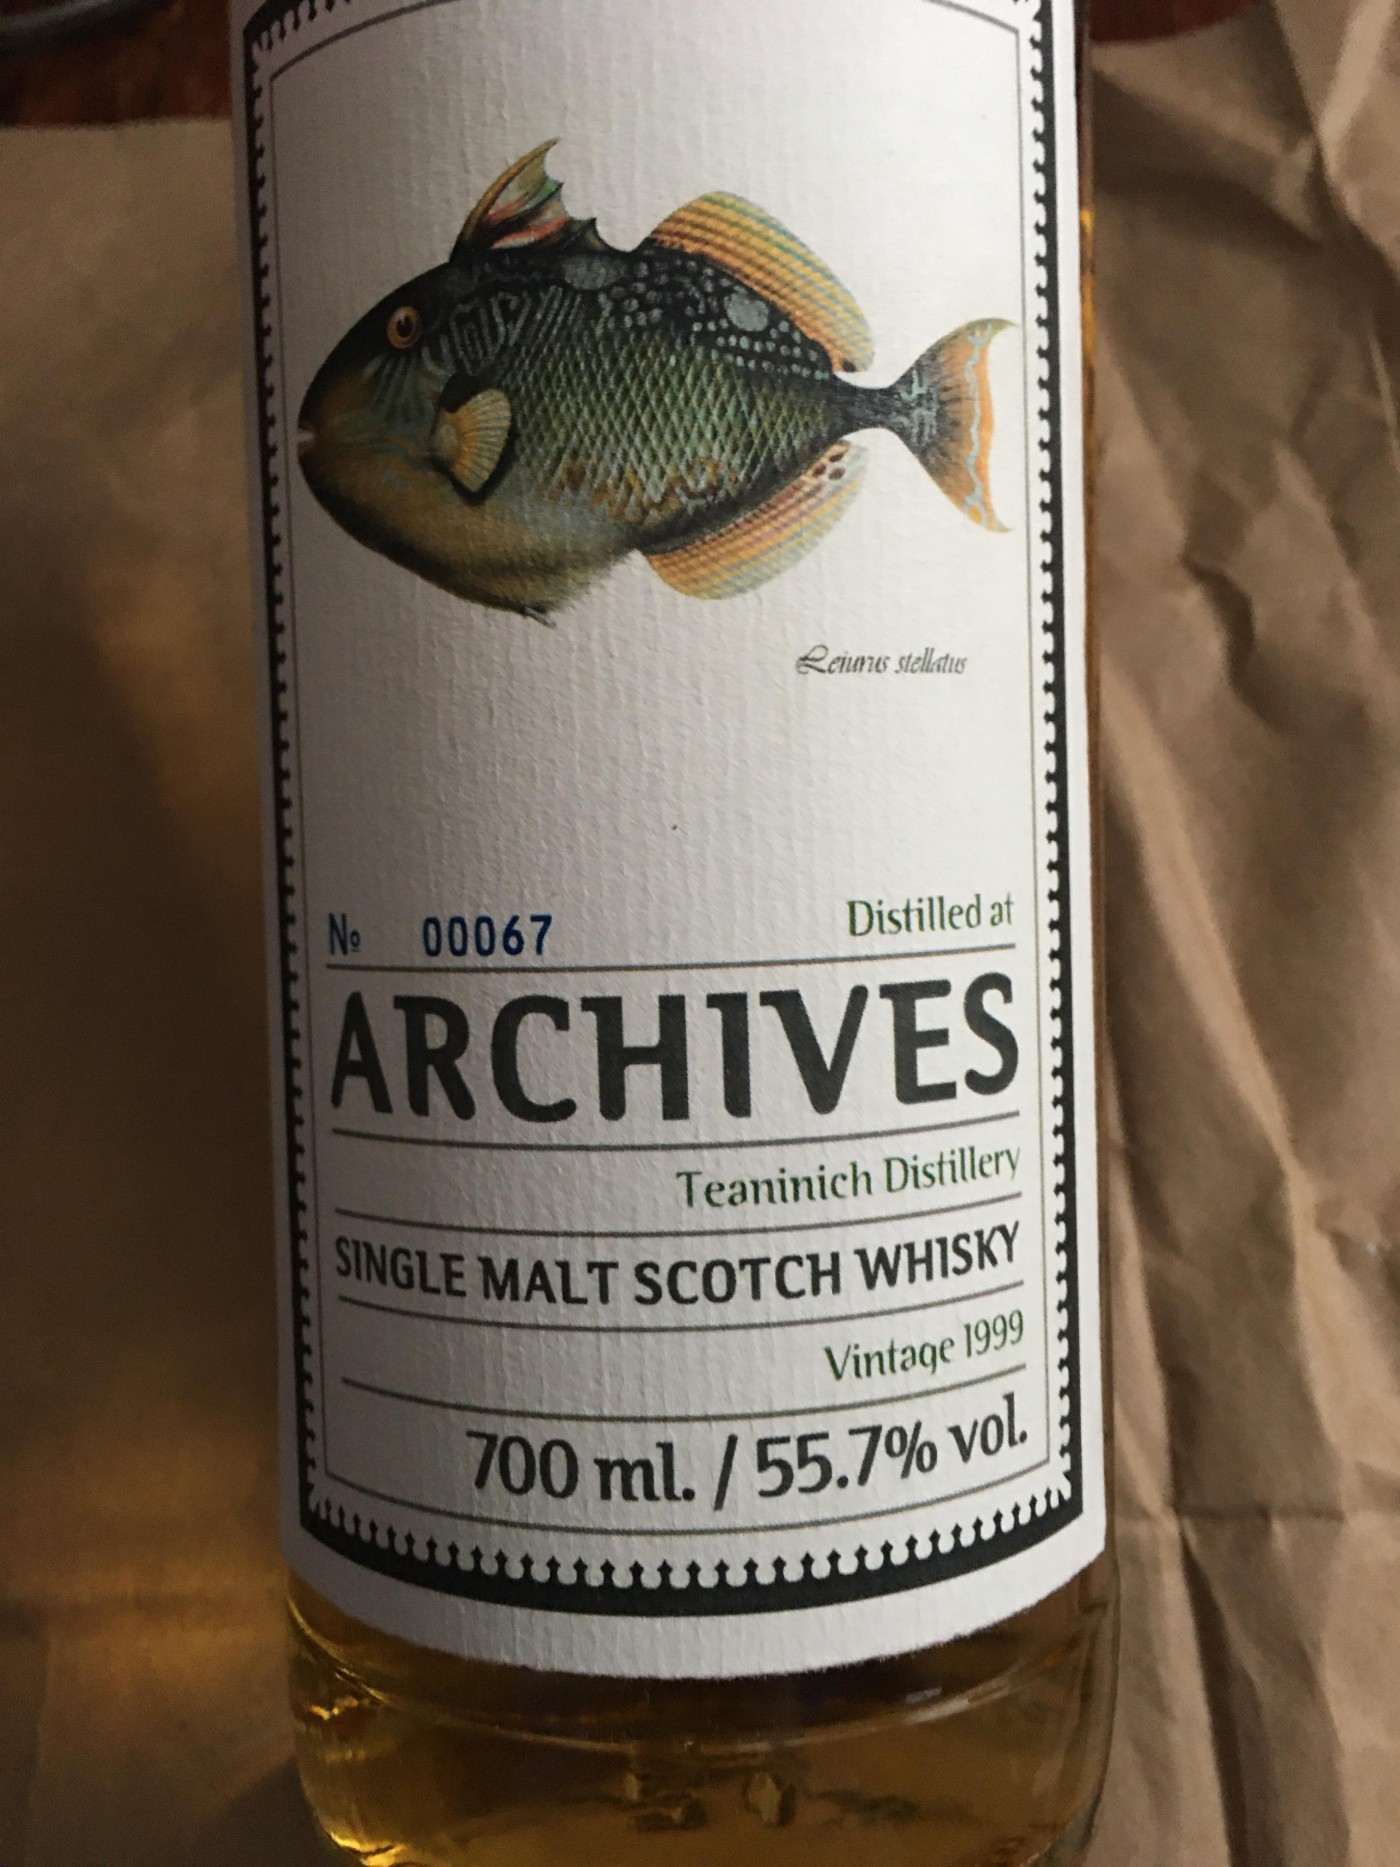 Leiurus stellatus
№ 00067 Distilled at
ARCHIVES
Teaninich Distillery
SINGLE MALT SCOTCH WHISKY
Vintage 1999
700 ml. / 55.7% vol.